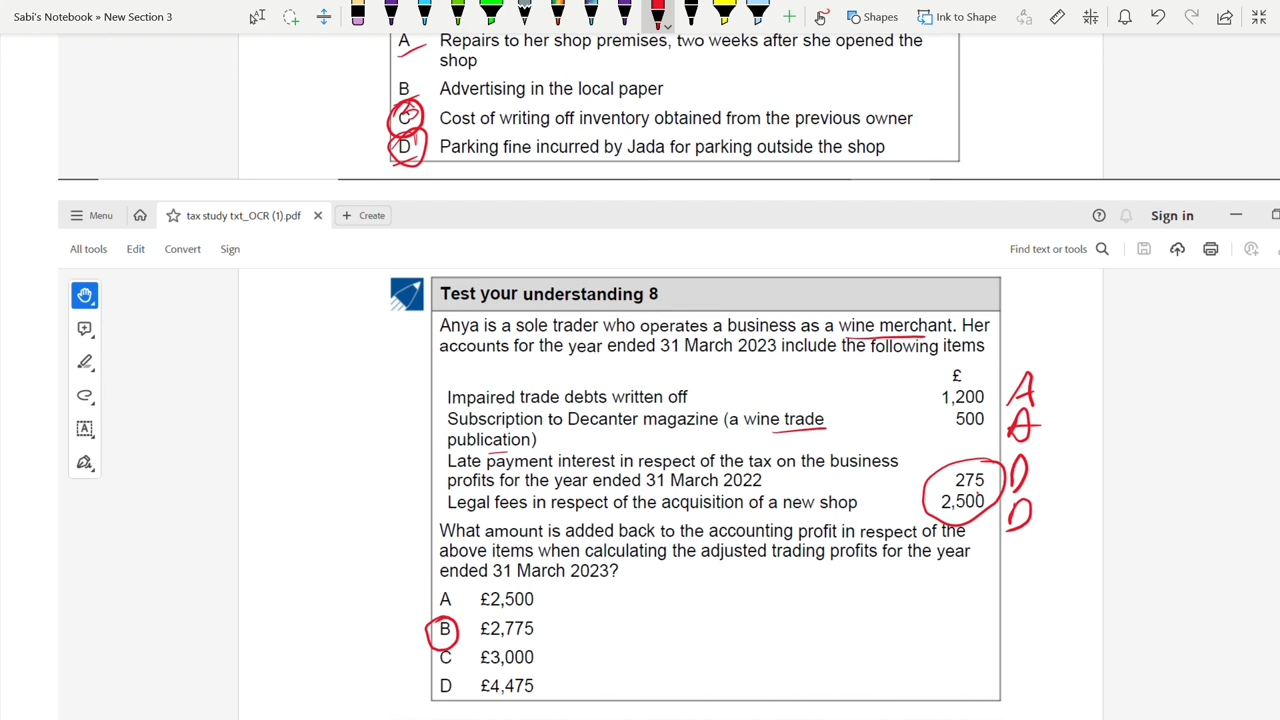 Sabi's Notebook » New Section 3
Shapes
Ink to Shape
A Repairs to her shop premises, two weeks after she opened the
shop
B Advertising in the local paper
C Cost of writing off inventory obtained from the previous owner
D Parking fine incurred by Jada for parking outside the shop
Menu
tax study txt_OCR (1).pdf
Create
Sign in
All tools Edit Convert Sign
Find text or tools
Test your understanding 8
Anya is a sole trader who operates a business as a wine merchant. Her
accounts for the year ended 31 March 2023 include the following items
£
Impaired trade debts written off 1,200 A
Subscription to Decanter magazine (a wine trade 500 A
publication)
Late payment interest in respect of the tax on the business
profits for the year ended 31 March 2022 275 D
Legal fees in respect of the acquisition of a new shop 2,500 D
What amount is added back to the accounting profit in respect of the
above items when calculating the adjusted trading profits for the year
ended 31 March 2023?
A £2,500
B £2,775
C £3,000
D £4,475